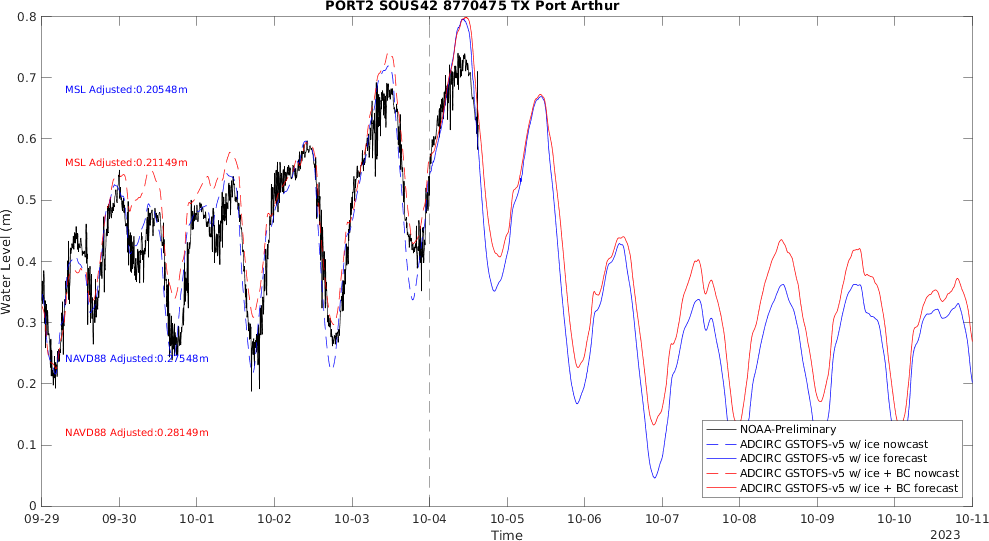 PORT2 SOUS42 8770475 TX Port Arthur
0.8
0.7
0.6
0.5
0.4
0.3
0.2
0.1
0
Water Level (m)
MSL Adjusted:0.20548m
MSL Adjusted:0.21149m
NAVD88 Adjusted:0.27548m
NAVD88 Adjusted:0.28149m
NOAA-Preliminary
ADCIRC GSTOFS-v5 w/ ice nowcast
ADCIRC GSTOFS-v5 w/ ice forecast
ADCIRC GSTOFS-v5 w/ ice + BC nowcast
ADCIRC GSTOFS-v5 w/ ice + BC forecast
09-29 09-30 10-01 10-02 10-03 10-04 10-05 10-06 10-07 10-08 10-09 10-10 10-11
Time
2023